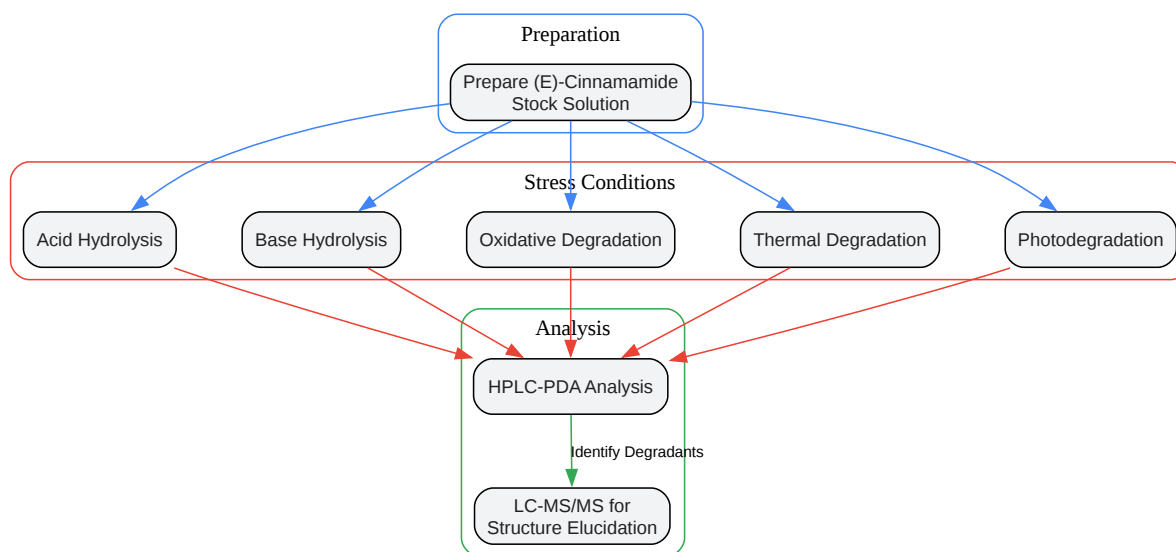 Preparation
Prepare (E)-Cinnamamide
Stock Solution
Stress Conditions
Acid Hydrolysis
Base Hydrolysis
Oxidative Degradation
Thermal Degradation
Photodegradation
Analysis
HPLC-PDA Analysis
Identify Degradants
LC-MS/MS for
Structure Elucidation